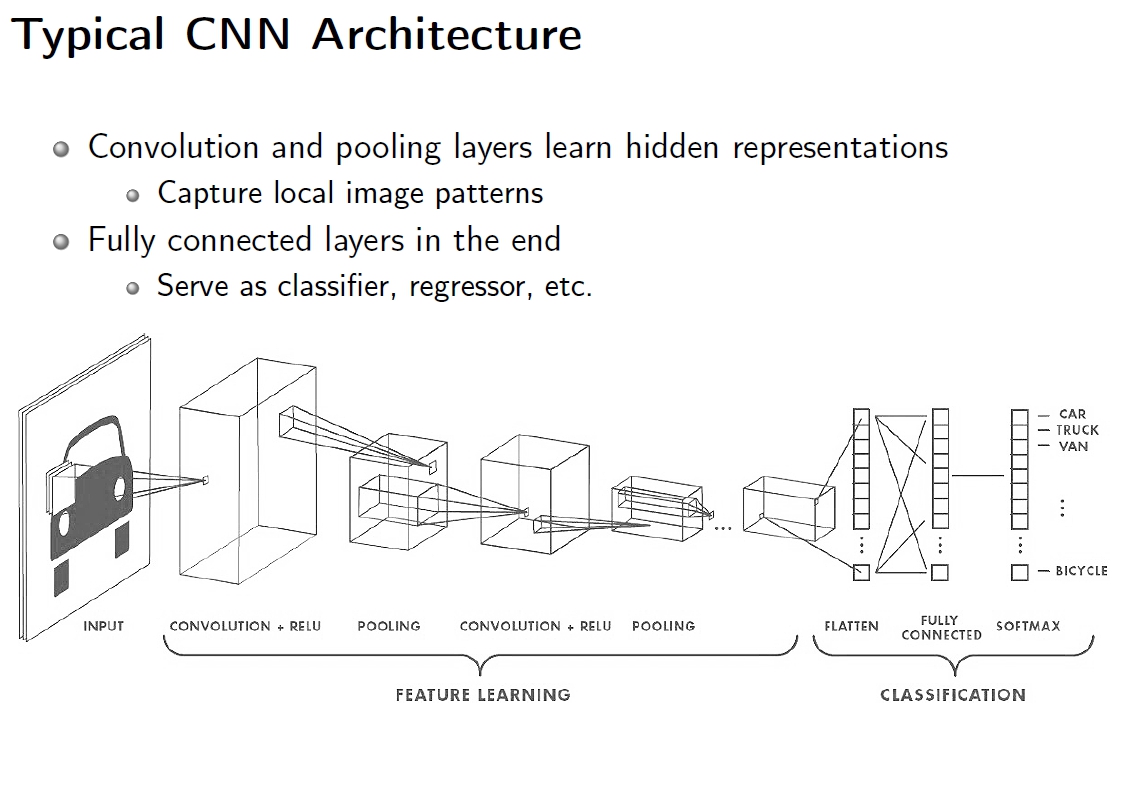 Typical CNN Architecture
Convolution and pooling layers learn hidden representations
Capture local image patterns
Fully connected layers in the end
Serve as classifier, regressor, etc.
CAR
TRUCK
VAN
BICYCLE
INPUT
CONVOLUTION + RELU
POOLING
CONVOLUTION + RELU
POOLING
FLATTEN
FULLY
CONNECTED
SOFTMAX
FEATURE LEARNING
CLASSIFICATION